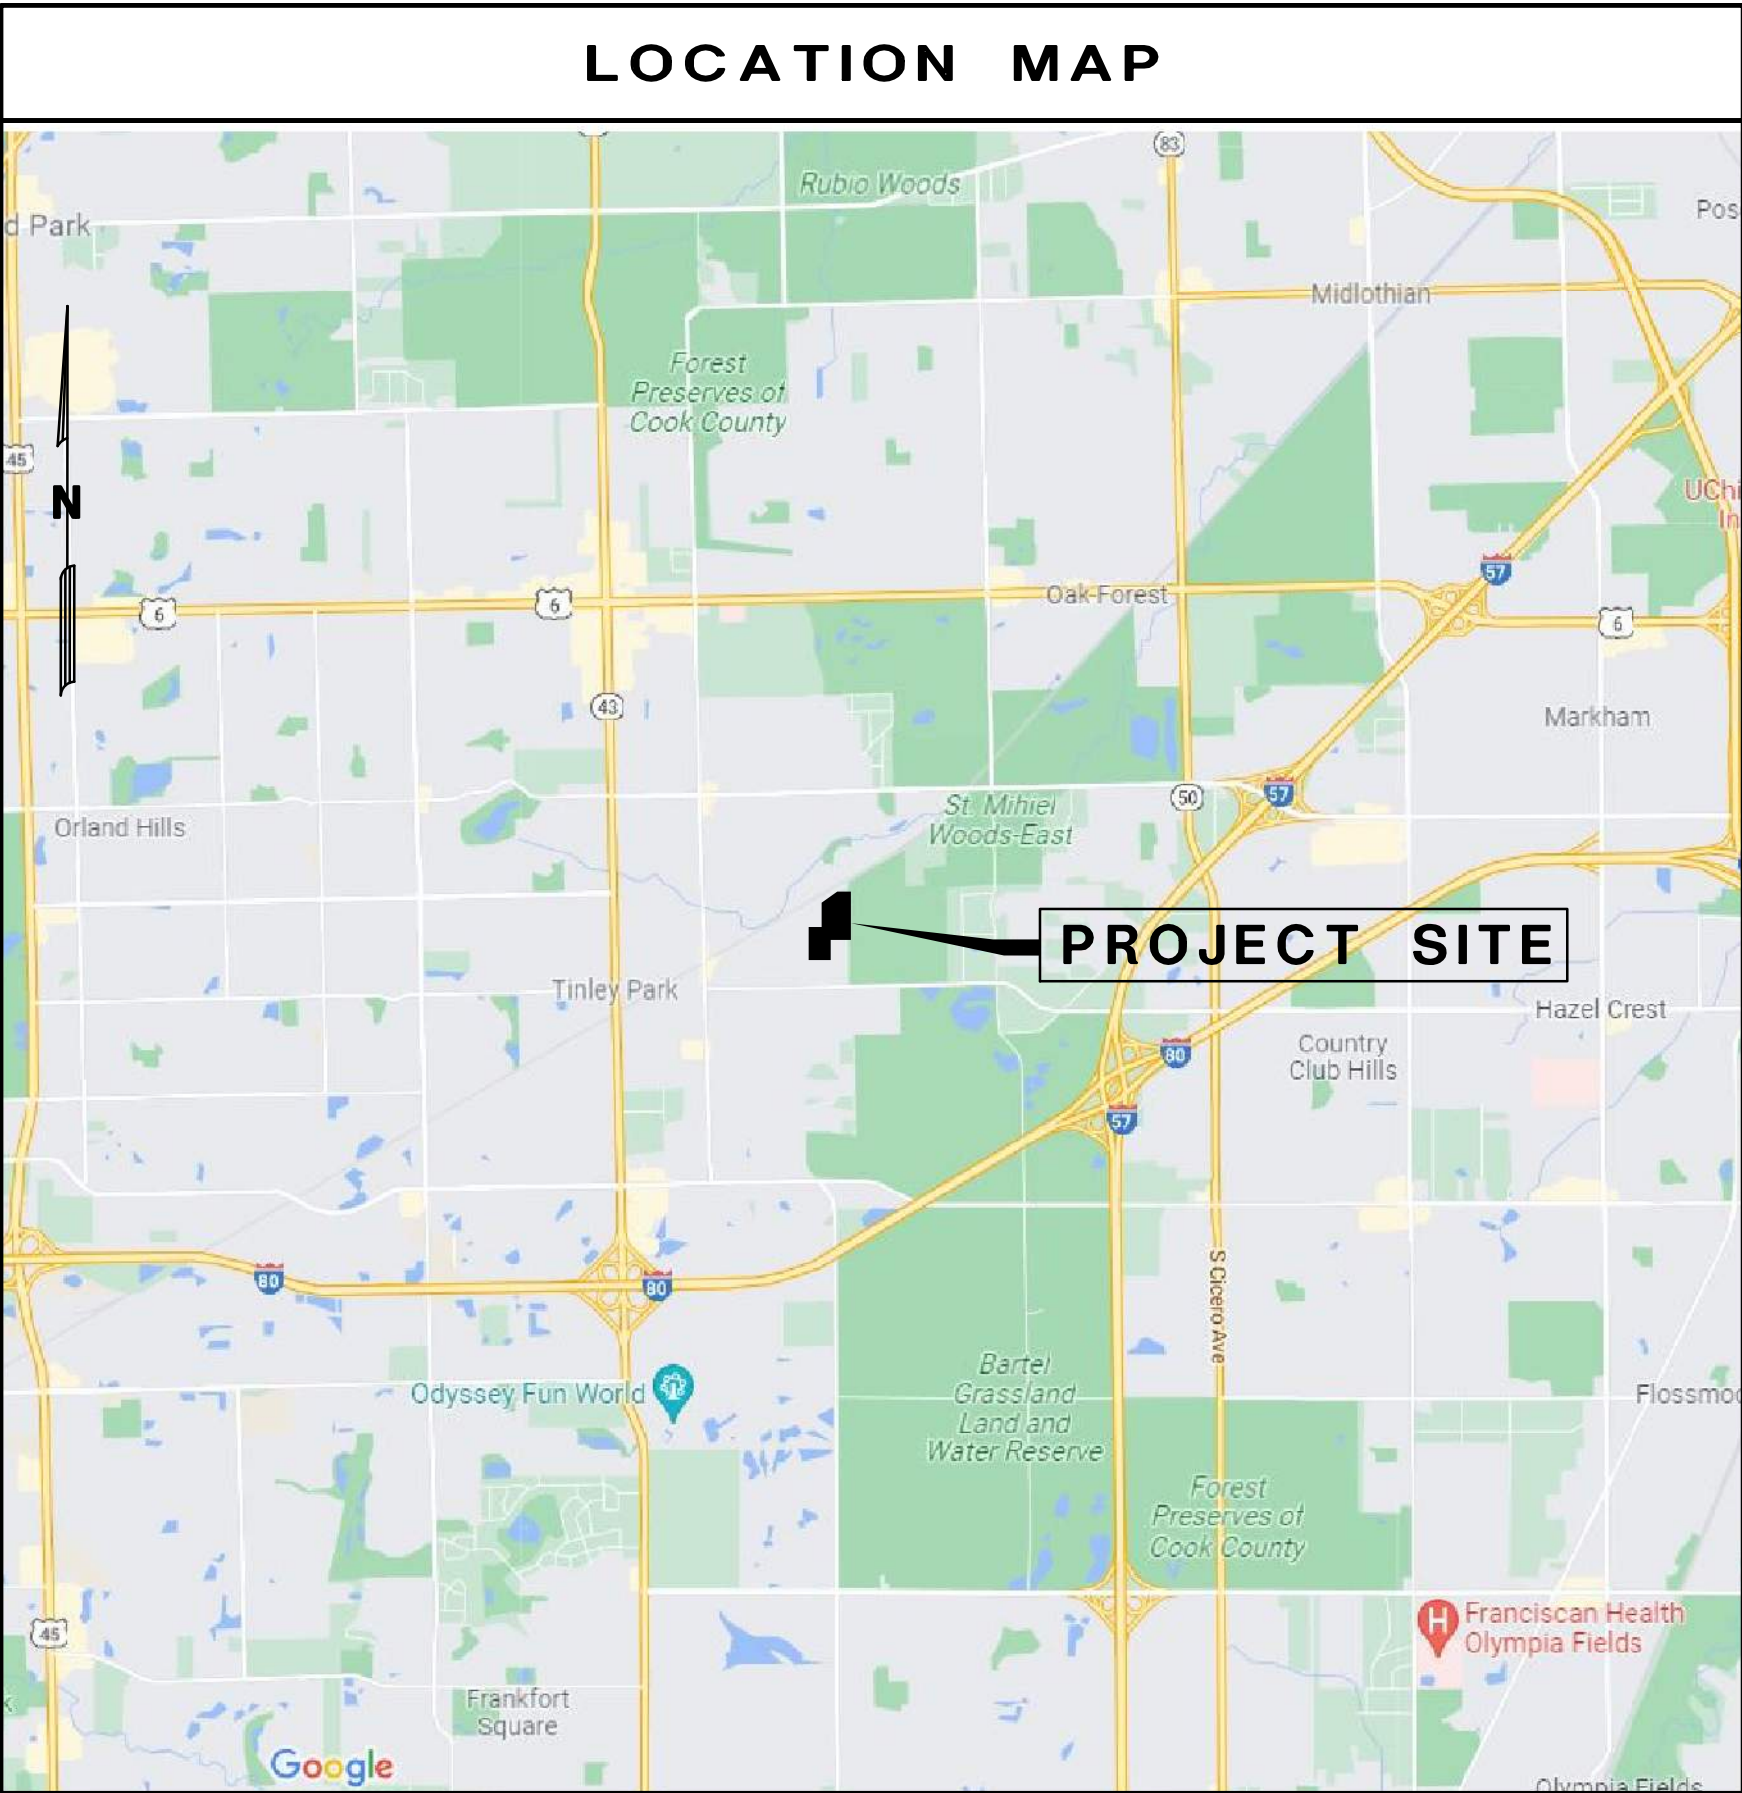 LOCATION MAP
83
Rubio Woods
d Park
Pos
Midlothian
Forest
Preserves of
Cook County
45
N
UChi
In
57
6
6
Oak Forest
6
43
Markham
50
57
St. Mihiel
Woods-East
Orland Hills
PROJECT SITE
Tinley Park
Hazel Crest
Country
Club Hills
80
57
80
80
S Cicero Ave
Bartel
Grassland
Land and
Water Reserve
Odyssey Fun World
Flossmo
Forest
Preserves of
Cook County
45
Franciscan Health
Olympia Fields
k
Frankfort
Square
Google
Olympia Fields